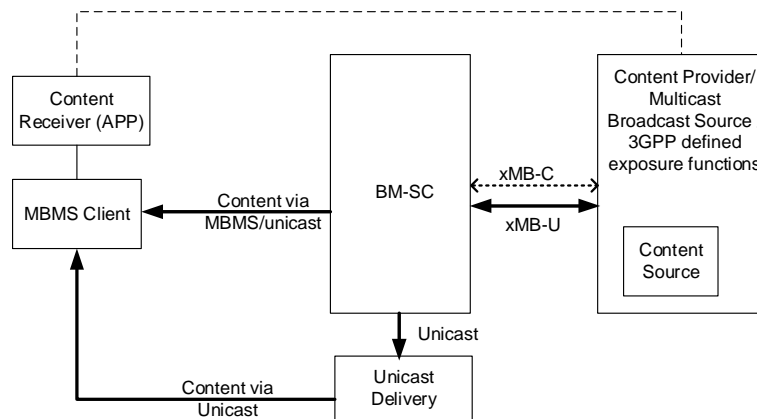 Content
Receiver (APP)
MBMS Client
Content via
MBMS/unicast
BM-SC
xMB-C
xMB-U
Content Provider/
Multicast
Broadcast Source
3GPP defined
exposure functions
Content
Source
Unicast
Content via
Unicast
Unicast
Delivery